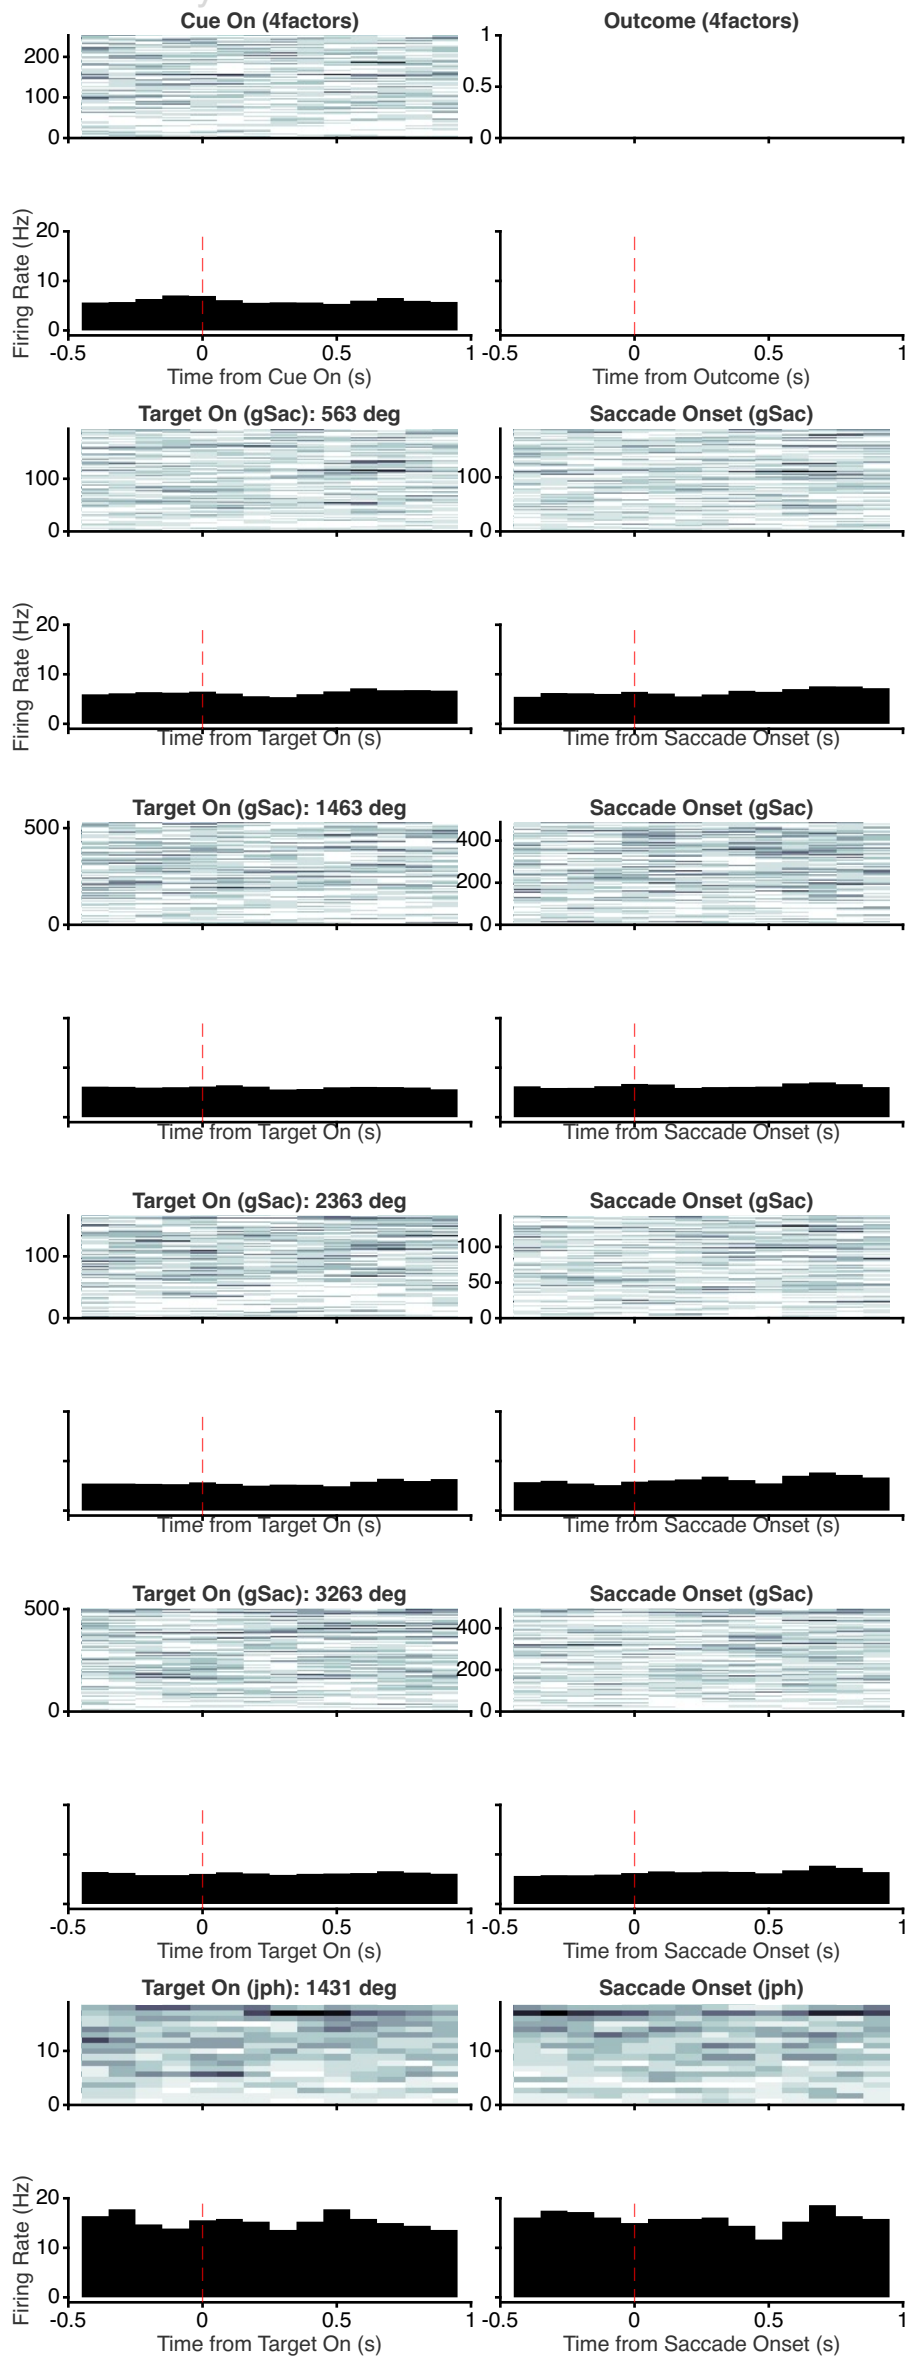 Cue On (4factors)
Outcome (4factors)
200
100
0
1
0.5
0
Firing Rate (Hz)
20
10
0
-0.5 0 0.5 1
Time from Cue On (s)
-0.5 0 0.5 1
Time from Outcome (s)
Target On (gSac): 563 deg
Saccade Onset (gSac)
100
0
100
0
Firing Rate (Hz)
20
10
0
Time from Target On (s)
Time from Saccade Onset (s)
Target On (gSac): 1463 deg
Saccade Onset (gSac)
500
0
400
200
0
Time from Target On (s)
Time from Saccade Onset (s)
Target On (gSac): 2363 deg
Saccade Onset (gSac)
100
0
100
50
0
Time from Target On (s)
Time from Saccade Onset (s)
Target On (gSac): 3263 deg
Saccade Onset (gSac)
500
0
400
200
0
-0.5 0 0.5 1
Time from Target On (s)
-0.5 0 0.5 1
Time from Saccade Onset (s)
Target On (jph): 1431 deg
Saccade Onset (jph)
10
0
10
0
Firing Rate (Hz)
20
10
0
-0.5 0 0.5 1
Time from Target On (s)
-0.5 0 0.5 1
Time from Saccade Onset (s)